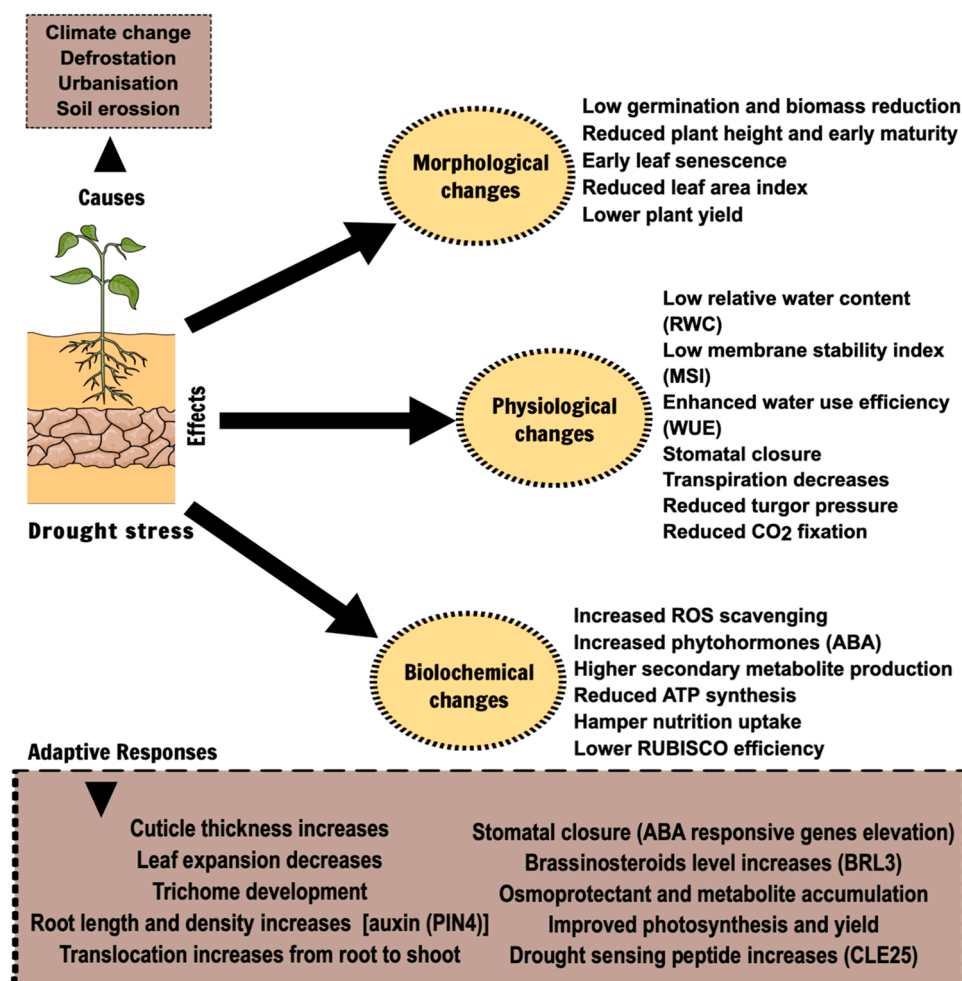 Climate change
Defrostation
Urbanisation
Soil erossion
Causes
Effects
Drought stress
Morphological
changes
Low germination and biomass reduction
Reduced plant height and early maturity
Early leaf senescence
Reduced leaf area index
Lower plant yield
Physiological
changes
Low relative water content
(RWC)
Low membrane stability index
(MSI)
Enhanced water use efficiency
(WUE)
Stomatal closure
Transpiration decreases
Reduced turgor pressure
Reduced CO2 fixation
Biolochemical
changes
Increased ROS scavenging
Increased phytohormones (ABA)
Higher secondary metabolite production
Reduced ATP synthesis
Hamper nutrition uptake
Lower RUBISCO efficiency
Adaptive Responses
Cuticle thickness increases
Leaf expansion decreases
Trichome development
Root length and density increases [auxin (PIN4)]
Translocation increases from root to shoot
Stomatal closure (ABA responsive genes elevation)
Brassinosteroids level increases (BRL3)
Osmoprotectant and metabolite accumulation
Improved photosynthesis and yield
Drought sensing peptide increases (CLE25)